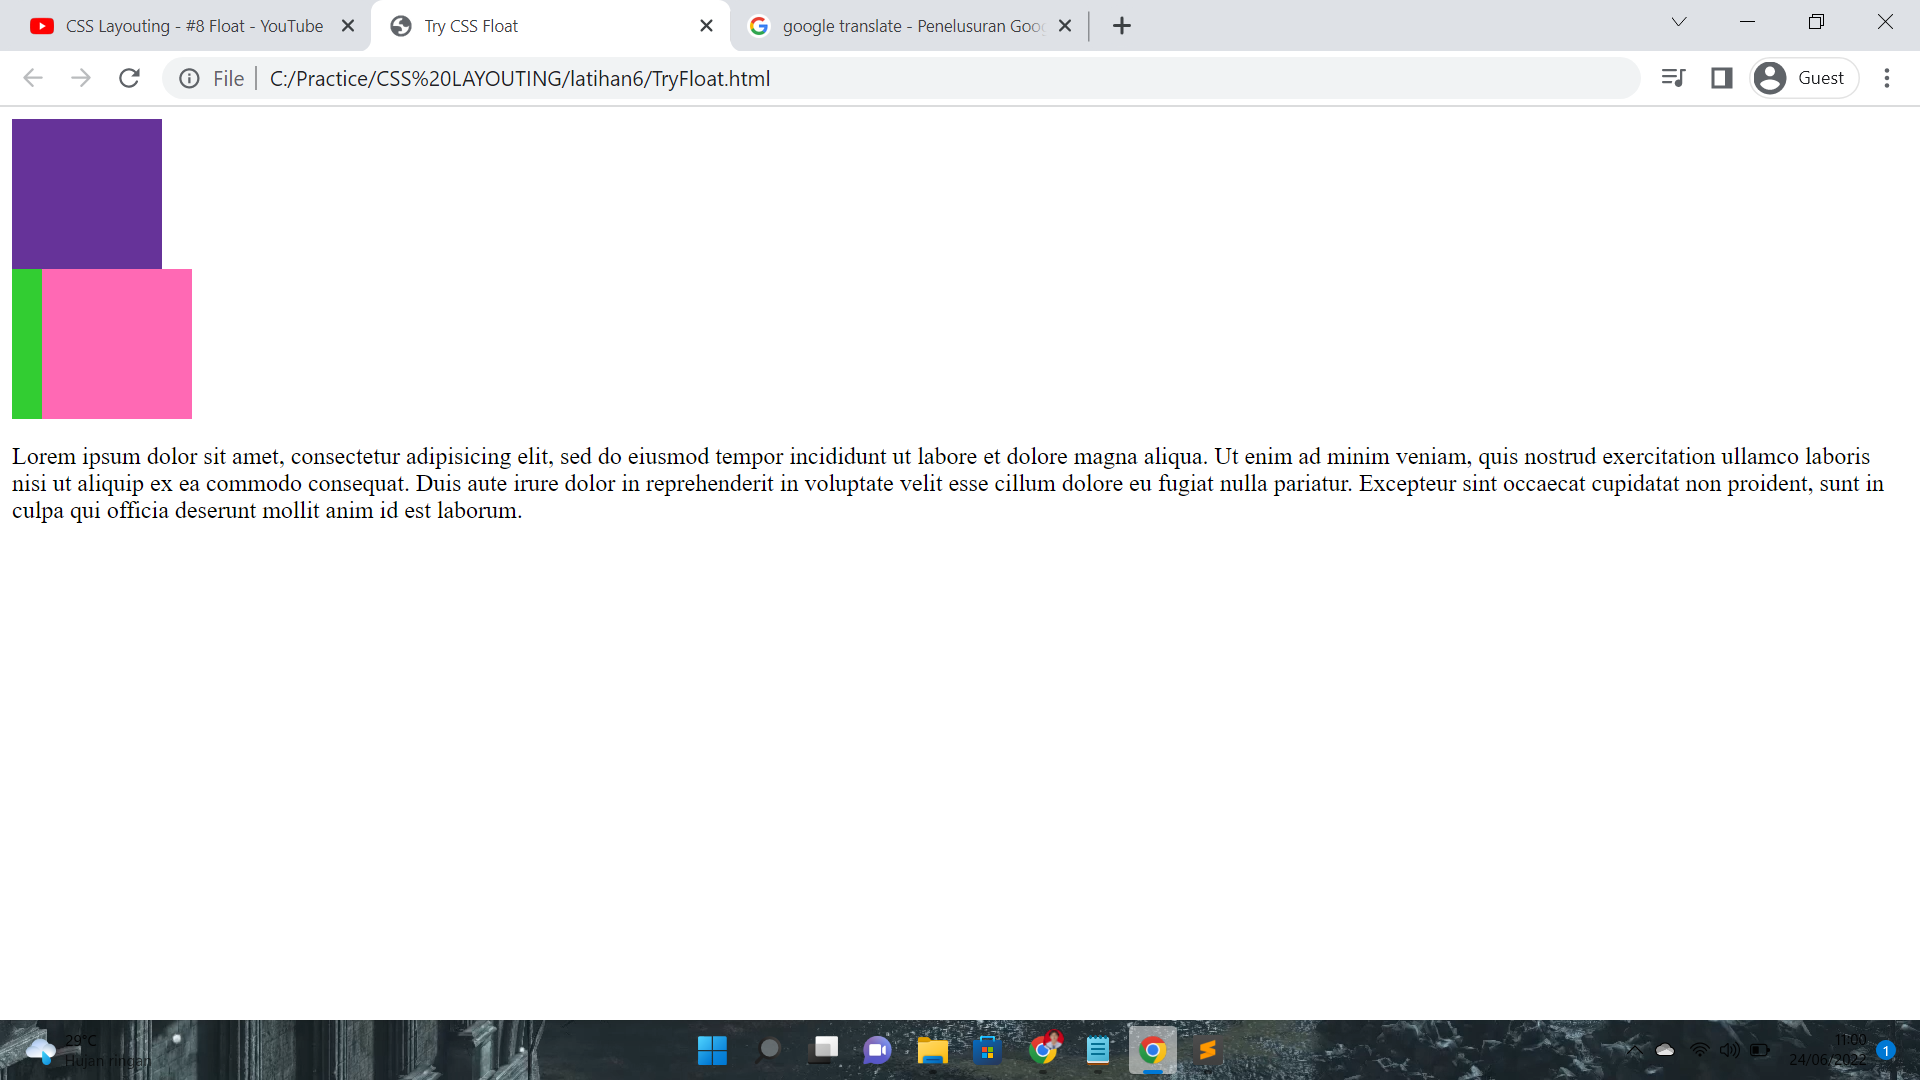 CSS Layouting - #8 Float - YouTube
Try CSS Float
google translate - Penelusuran Goo
File
C:/Practice/CSS%20LAYOUTING/latihan6/TryFloat.html
Guest
Lorem ipsum dolor sit amet, consectetur adipisicing elit, sed do eiusmod tempor incididunt ut labore et dolore magna aliqua. Ut enim ad minim veniam, quis nostrud exercitation ullamco laboris
nisi ut aliquip ex ea commodo consequat. Duis aute irure dolor in reprehenderit in voluptate velit esse cillum dolore eu fugiat nulla pariatur. Excepteur sint occaecat cupidatat non proident, sunt in
culpa qui officia deserunt mollit anim id est laborum.
29°C
Hujan ringan
11:00
24/06/2022
1